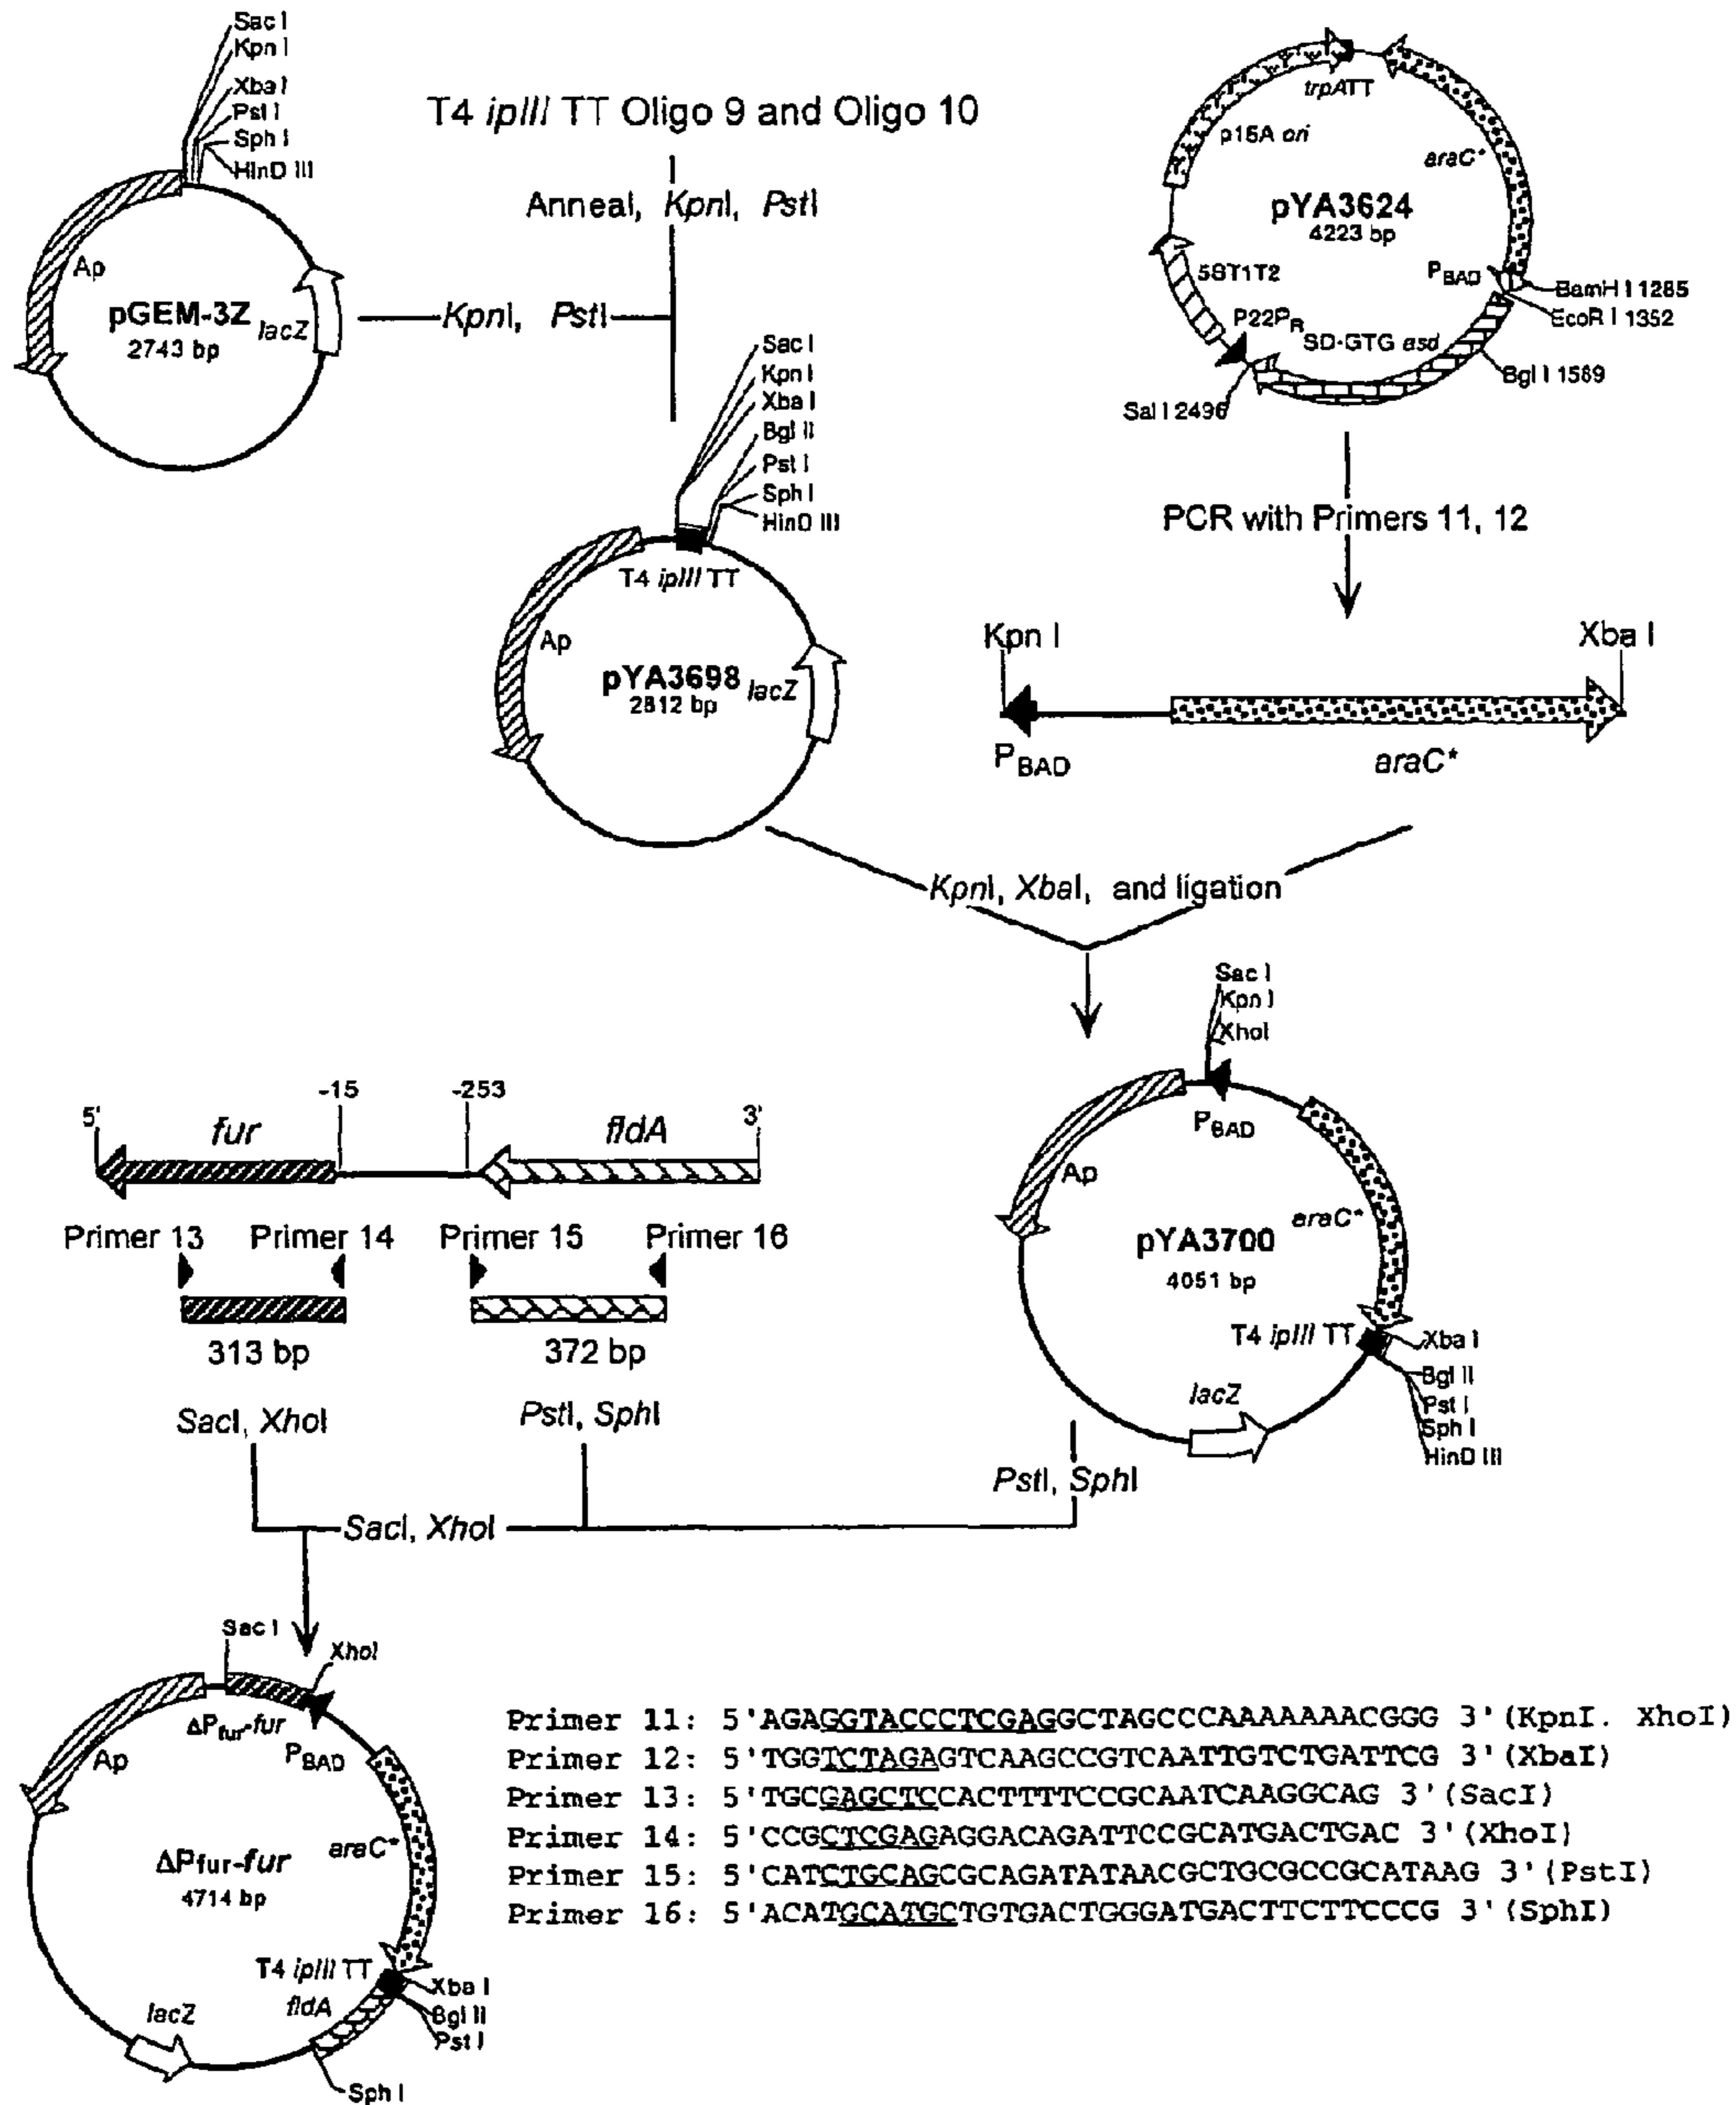 Sac I
Kpn I
Xba I
Pst I
Sph I
HinD III
Ap
pGEM-3Z
2743 bp
lacZ
T4 ipIII TT Oligo 9 and Oligo 10
Anneal, KpnI, PstI
KpnI, PstI
trpATT
p15A ori
araC*
pYA3624
4223 bp
5ST1T2
PBAD
BamH I 1285
EcoR I 1352
P22PR
SD-GTG asd
Bgl I 1589
Sal I 2496
PCR with Primers 11, 12
Sac I
Kpn I
Xba I
Bgl II
Pst I
Sph I
HinD III
T4 ipIII TT
Ap
pYA3698
2812 bp
lacZ
Kpn I
Xba I
PBAD
araC*
KpnI, XbaI, and ligation
Sac I
Kpn I
XhoI
PBAD
Ap
araC*
pYA3700
4051 bp
T4 ipIII TT
Xba I
Bgl II
Pst I
Sph I
HinD III
lacZ
5'
fur
-15
-253
fldA
3'
Primer 13
Primer 14
Primer 15
Primer 16
313 bp
372 bp
SacI, XhoI
PstI, SphI
PstI, SphI
SacI, XhoI
Sac I
XhoI
ΔPfur-fur
PBAD
Ap
araC*
ΔPfur-fur
4714 bp
T4 ipIII TT
fldA
Xba I
Bgl II
Pst I
lacZ
Sph I
Primer 11: 5'AGAGGTACCCTCGAGGCTAGCCCAAAAAAACGGG 3'(KpnI. XhoI)
Primer 12: 5'TGGTCTAGAGTCAAGCCGTCAATTGTCTGATTCG 3'(XbaI)
Primer 13: 5'TGCGAGCTCCACTTTTTCCGCAATCAAGGCAG 3'(SacI)
Primer 14: 5'CCGCTCGAGAGGACAGATTCCGCATGACTGAC 3'(XhoI)
Primer 15: 5'CATCTGCAGCGCAGATATAACGCTGCGCCGCATAAG 3'(PstI)
Primer 16: 5'ACATGCATGCTGTGACTGGGATGACTTCTTCCCG 3'(SphI)